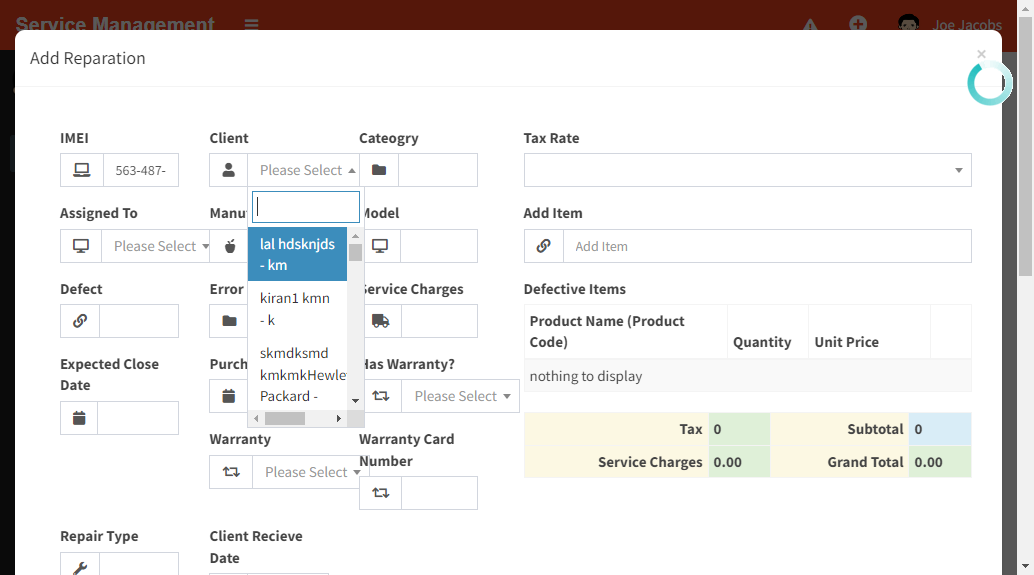 Service Management
Joe Jacobs
Add Reparation
×
IMEI
Client
Cateogry
Tax Rate
563-487-
Please Select
Assigned To
Model
Add Item
Please Select
Add Item
lal hdsknjds
- km
Defect
Error
Service Charges
Defective Items
kiran1 kmn
- k
Product Name (Product
Code)
Quantity
Unit Price
skmdksmd
Packard -
Expected Close
Date
Has Warranty?
Please Select
nothing to display
Tax
0
Subtotal
0
Service Charges
0.00
Grand Total
0.00
Warranty
Please Select
Warranty Card
Number
Repair Type
Client Recieve
Date